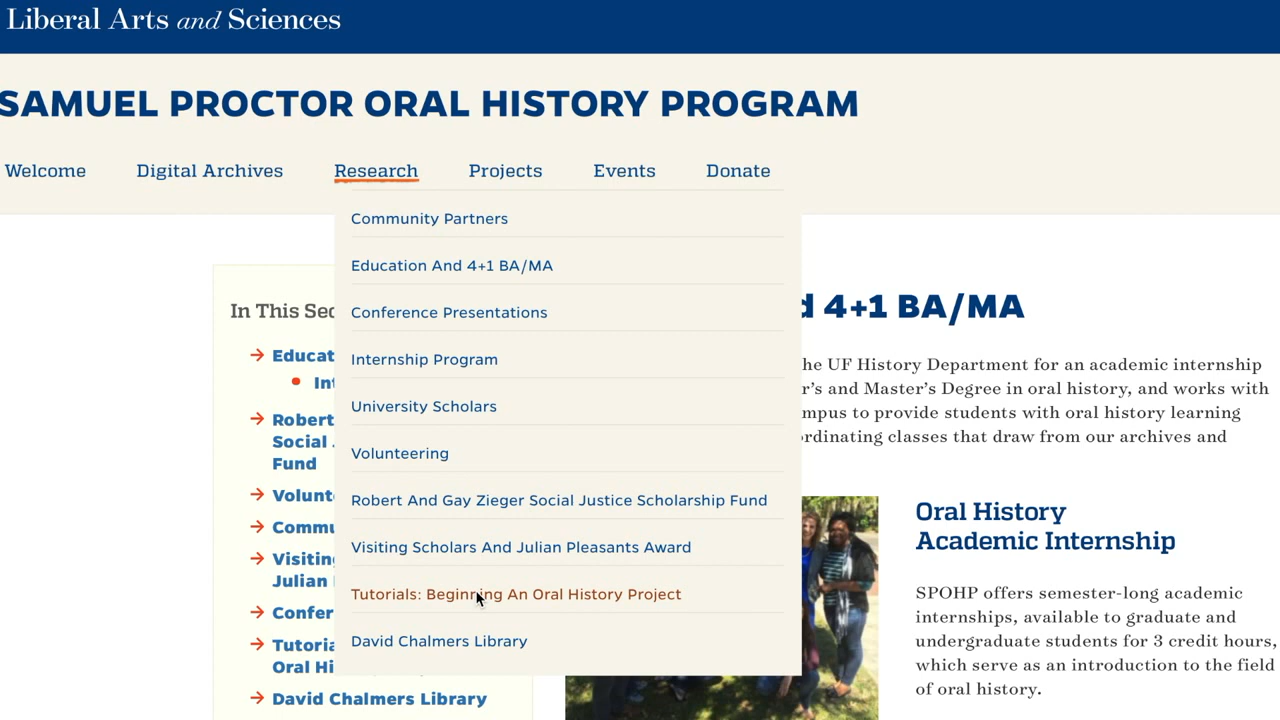 Liberal Arts and Sciences
SAMUEL PROCTOR ORAL HISTORY PROGRAM
Welcome Digital Archives Research Projects Events Donate
Community Partners
Education And 4+1 BA/MA
Conference Presentations
Internship Program
University Scholars
Volunteering
Robert And Gay Zieger Social Justice Scholarship Fund
Visiting Scholars And Julian Pleasants Award
Tutorials: Beginning An Oral History Project
David Chalmers Library
In This Sec
Educat
Int
Robert
Social
Fund
Volunt
Commu
Visiting
Julian
Confer
Tutoria
Oral Hi
David Chalmers Library
d 4+1 BA/MA
he UF History Department for an academic internship
r's and Master's Degree in oral history, and works with
mpus to provide students with oral history learning
ordinating classes that draw from our archives and
Oral History
Academic Internship
SPOHP offers semester-long academic
internships, available to graduate and
undergraduate students for 3 credit hours,
which serve as an introduction to the field
of oral history.